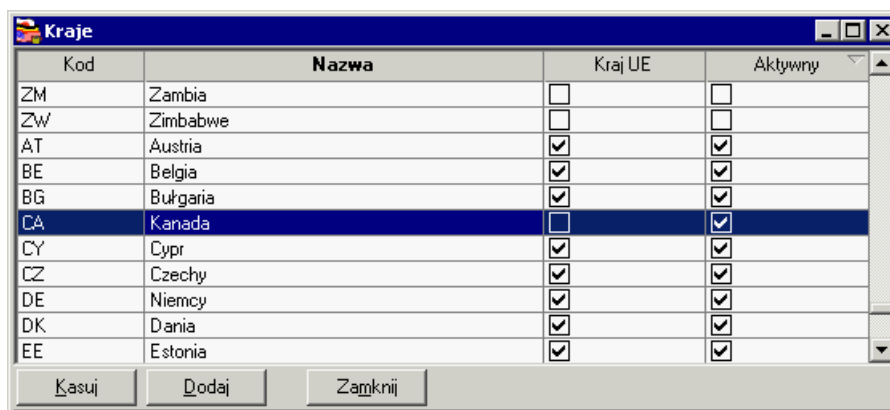 Kraje
Kod Nazwa Kraj UE Aktywny
ZM Zambia
ZW Zimbabwe
AT Austria
BE Belgia
BG Bułgaria
CA Kanada
CY Cypr
CZ Czechy
DE Niemcy
DK Dania
EE Estonia
Kasuj Dodaj Zamknij